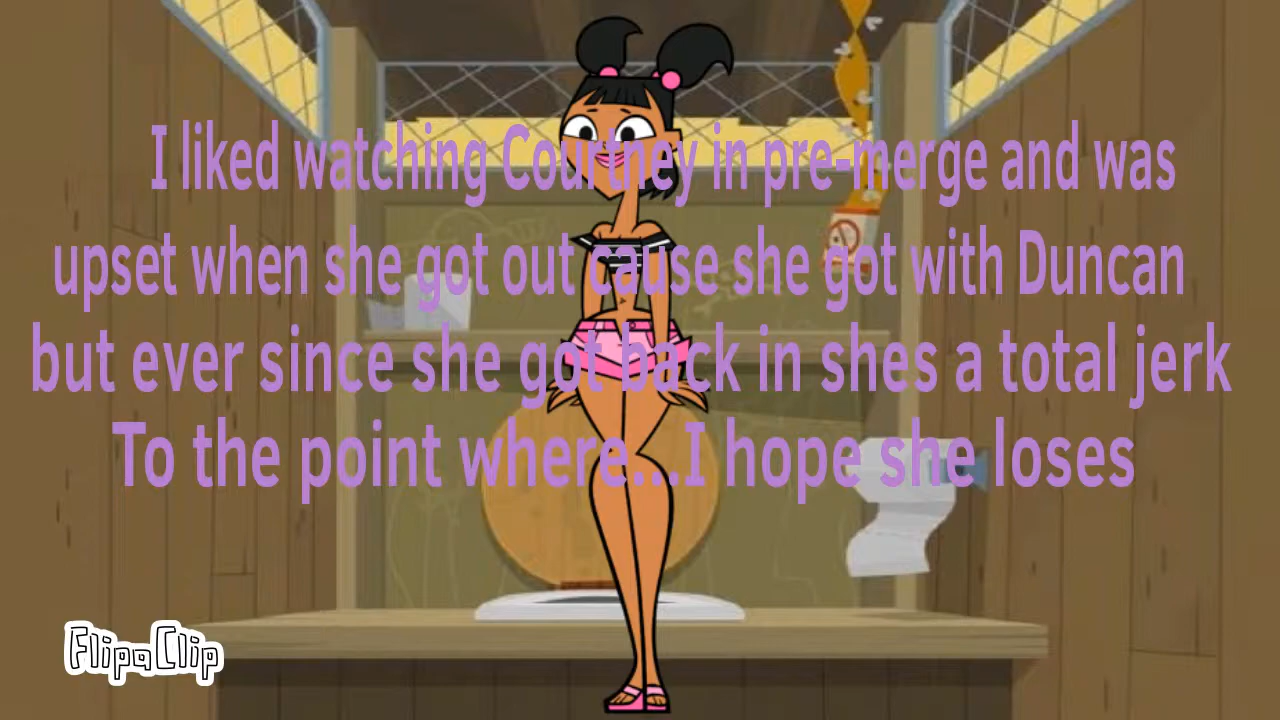 I liked watching Courtney in pre-merge and was
upset when she got out cause she got with Duncan
but ever since she got back in shes a total jerk
To the point where...I hope she loses
FlipaClip